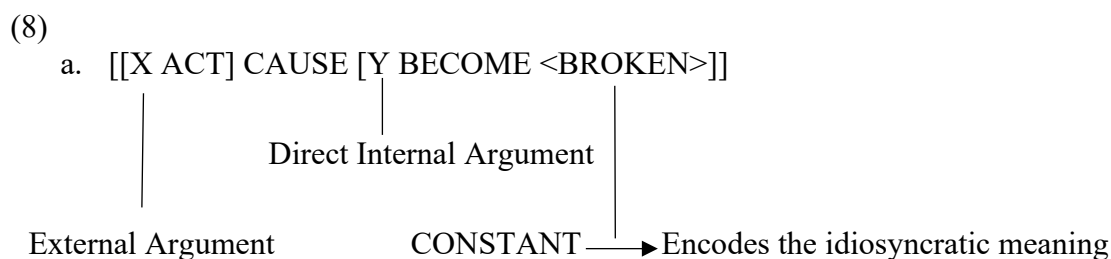 (8)
a. [[X ACT] CAUSE [Y BECOME <BROKEN>]]
Direct Internal Argument
External Argument CONSTANT Encodes the idiosyncratic meaning